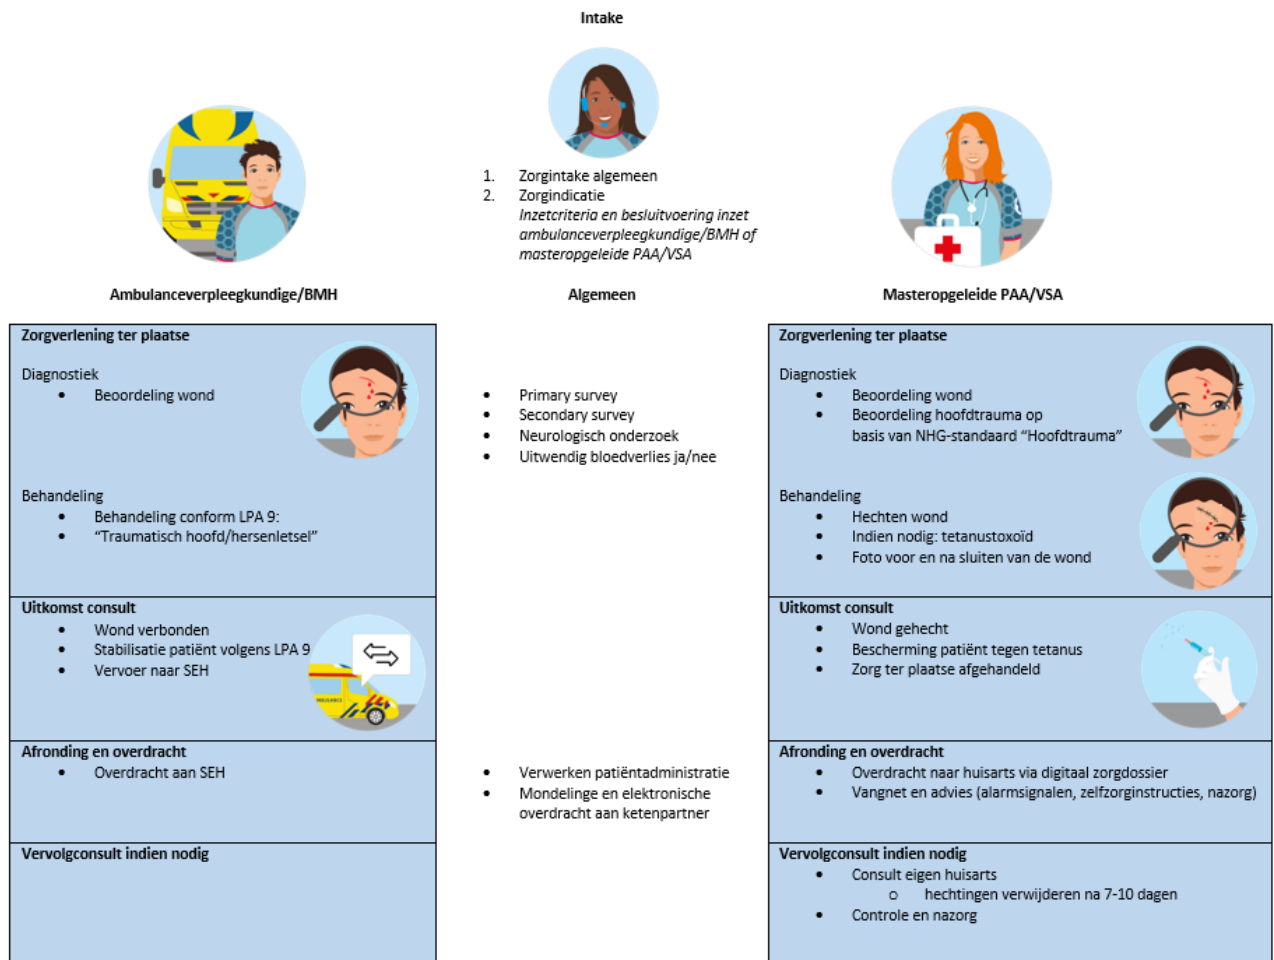 Intake
1. Zorgintake algemeen
2. Zorgindicatie
Inzetcriteria en besluitvoering inzet
ambulanceverpleegkundige/BMH of
masteropgeleide PAA/VSA
Ambulanceverpleegkundige/BMH
Algemeen
Masteropgeleide PAA/VSA
Zorgverlening ter plaatse
Diagnostiek
• Beoordeling wond
Behandeling
• Behandeling conform LPA 9:
• “Traumatisch hoofd/hersenletsel”
Uitkomst consult
• Wond verbonden
• Stabilisatie patiënt volgens LPA 9
• Vervoer naar SEH
AMBULANCE
Afronding en overdracht
• Overdracht aan SEH
Vervolgconsult indien nodig
• Primary survey
• Secondary survey
• Neurologisch onderzoek
• Uitwendig bloedverlies ja/nee
• Verwerken patiëntadministratie
• Mondelinge en elektronische
overdracht aan ketenpartner
Zorgverlening ter plaatse
Diagnostiek
• Beoordeling wond
• Beoordeling hoofdtrauma op
basis van NHG-standaard “Hoofdtrauma”
Behandeling
• Hechten wond
• Indien nodig: tetanustoxoïd
• Foto voor en na sluiten van de wond
Uitkomst consult
• Wond gehecht
• Bescherming patiënt tegen tetanus
• Zorg ter plaatse afgehandeld
Afronding en overdracht
• Overdracht naar huisarts via digitaal zorgdossier
• Vangnet en advies (alarmsignalen, zelfzorginstructies, nazorg)
Vervolgconsult indien nodig
• Consult eigen huisarts
o hechtingen verwijderen na 7-10 dagen
• Controle en nazorg